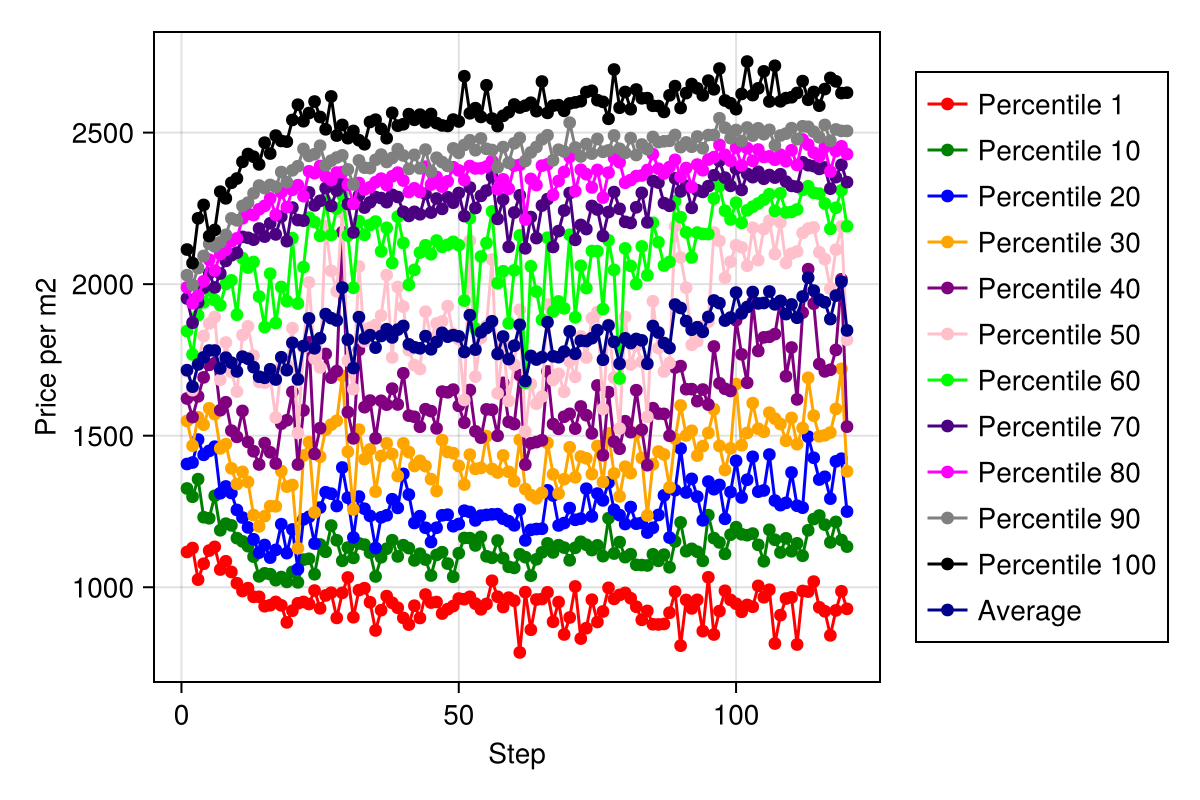 2500
2000
1500
1000
Price per m2
0
50
100
Step
Percentile 1
Percentile 10
Percentile 20
Percentile 30
Percentile 40
Percentile 50
Percentile 60
Percentile 70
Percentile 80
Percentile 90
Percentile 100
Average